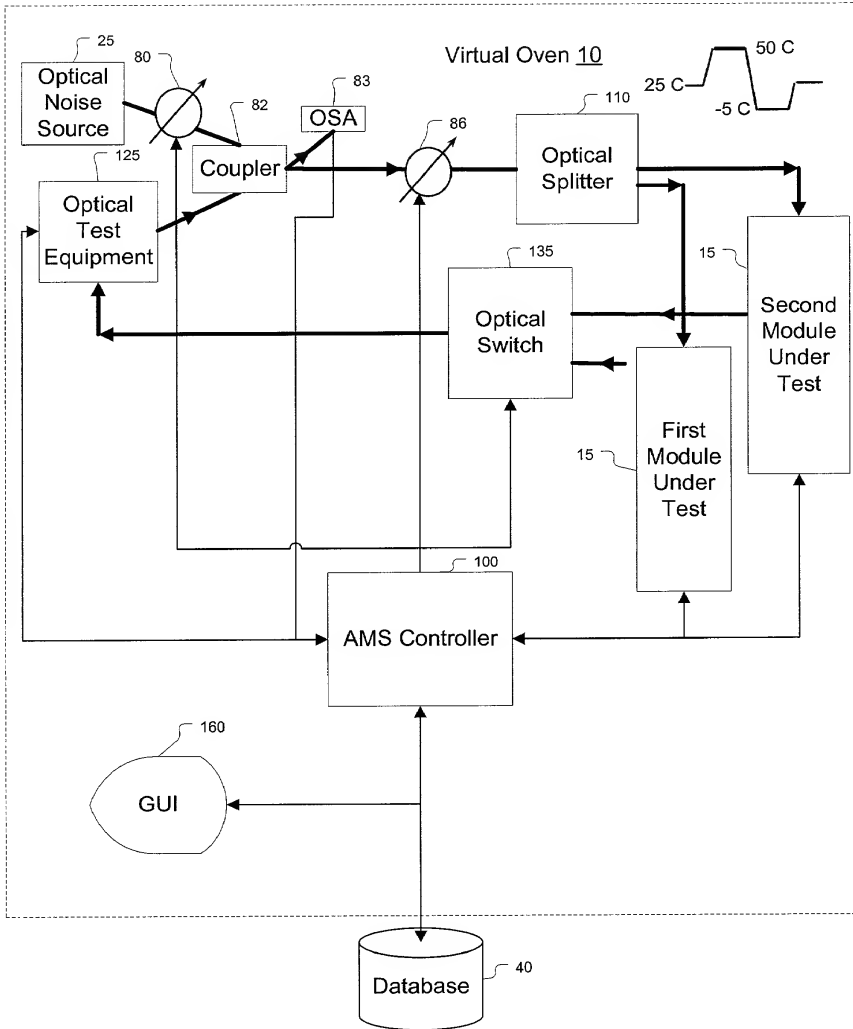 25
Optical
Noise
Source
80
82
83
OSA
Virtual Oven 10
25 C
50 C
-5 C
125
Optical
Test
Equipment
Coupler
86
110
Optical
Splitter
135
Optical
Switch
15
Second
Module
Under
Test
15
First
Module
Under
Test
100
AMS Controller
160
GUI
Database
40